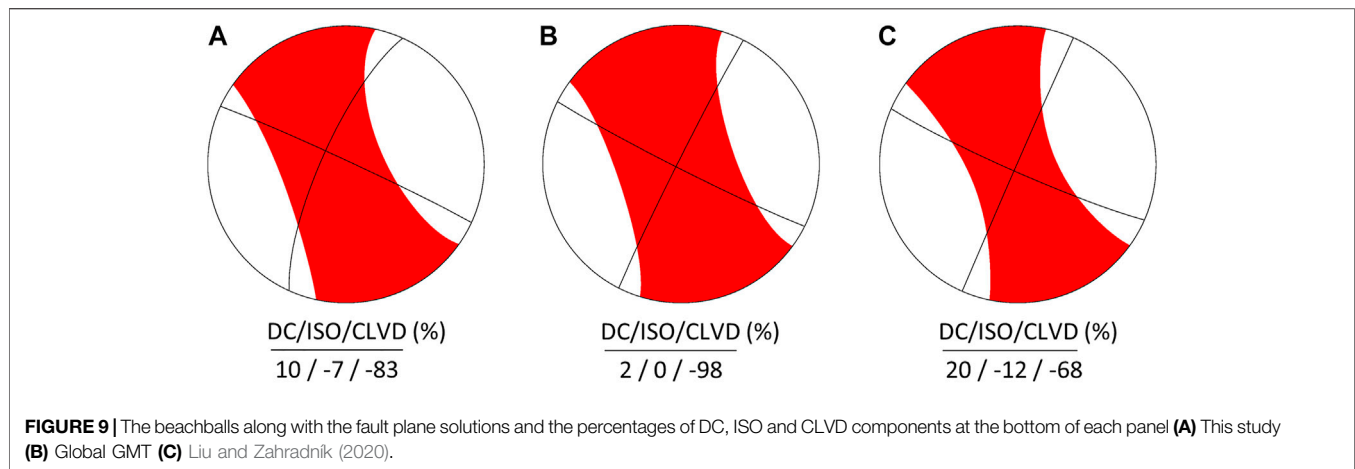 A
B
C
DC/ISO/CLVD (%)
10 / -7 / -83
DC/ISO/CLVD (%)
2 / 0 / -98
DC/ISO/CLVD (%)
20 / -12 / -68
FIGURE 9 | The beachballs along with the fault plane solutions and the percentages of DC, ISO and CLVD components at the bottom of each panel (A) This study
(B) Global GMT (C) Liu and Zahradník (2020).